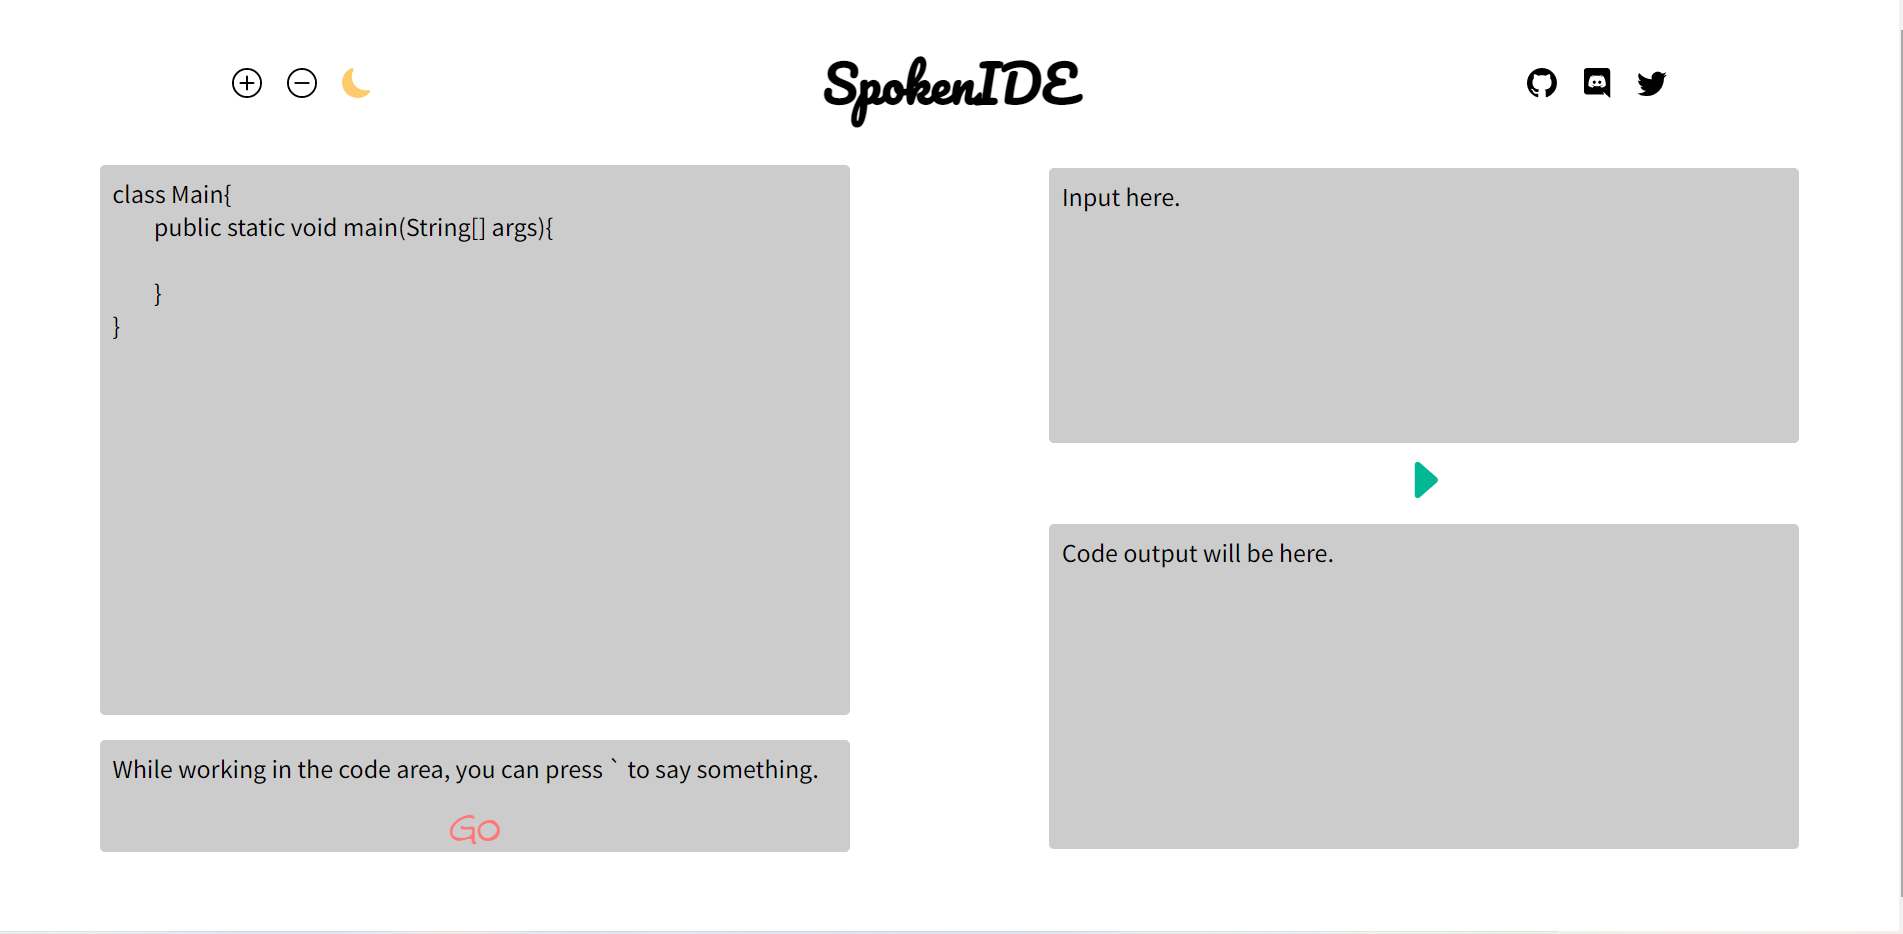 SpokenIDE
class Main{
public static void main(String[] args){
}
}
While working in the code area, you can press ` to say something.
GO
Input here.
Code output will be here.